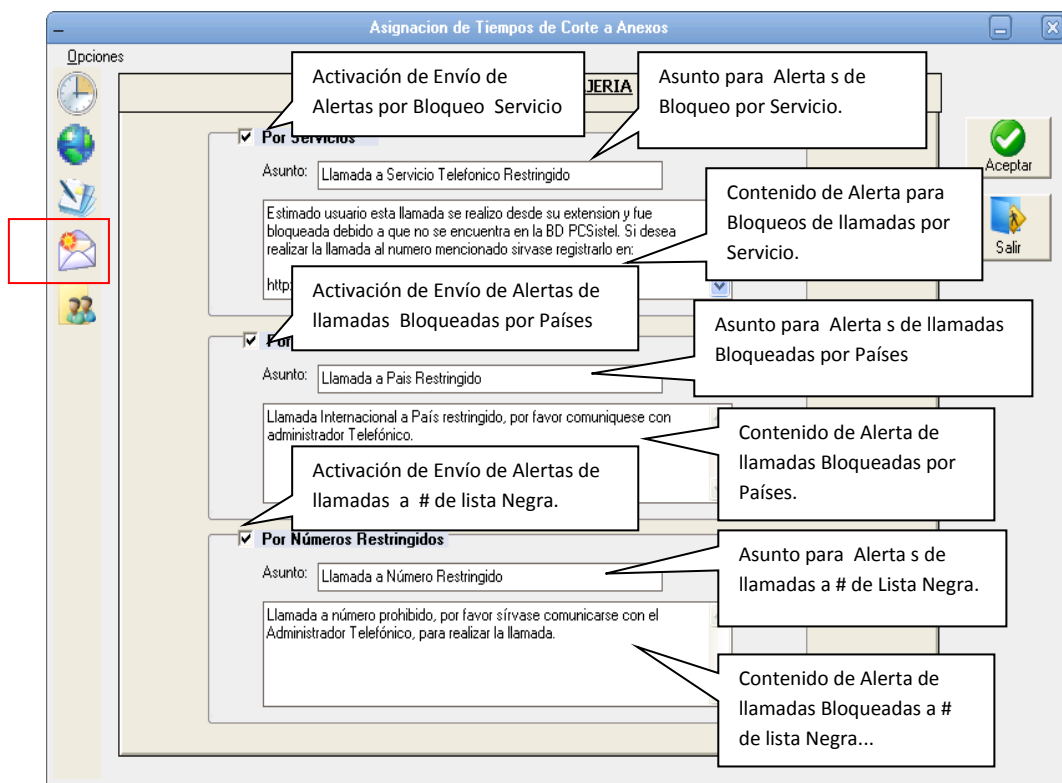 Asignacion de Tiempos de Corte a Anexos
Opciones
JERIA
Activación de Envío de
Alertas por Bloqueo Servicio
Asunto para Alerta s de
Bloqueo por Servicio.
Por Servicios
Asunto: Llamada a Servicio Telefonico Restringido
Aceptar
Estimado usuario esta llamada se realizo desde su extension y fue
bloqueada debido a que no se encuentra en la BD PCSistel. Si desea
realizar la llamada al numero mencionado sirvase registrarlo en:
http:
Contenido de Alerta para
Bloqueos de llamadas por
Servicio.
Salir
Activación de Envío de Alertas de
llamadas Bloqueadas por Países
Asunto para Alerta s de llamadas
Bloqueadas por Países
Por
Asunto: Llamada a Pais Restringido
Llamada Internacional a País restringido, por favor comuniquese con
administrador Telefónico.
Contenido de Alerta de
llamadas Bloqueadas por
Países.
Activación de Envío de Alertas de
llamadas a # de lista Negra.
Por Números Restringidos
Asunto: Llamada a Número Restringido
Asunto para Alerta s de
llamadas a # de Lista Negra.
Llamada a número prohibido, por favor sírvase comunicarse con el
Administrador Telefónico, para realizar la llamada.
Contenido de Alerta de
llamadas Bloqueadas a #
de lista Negra...